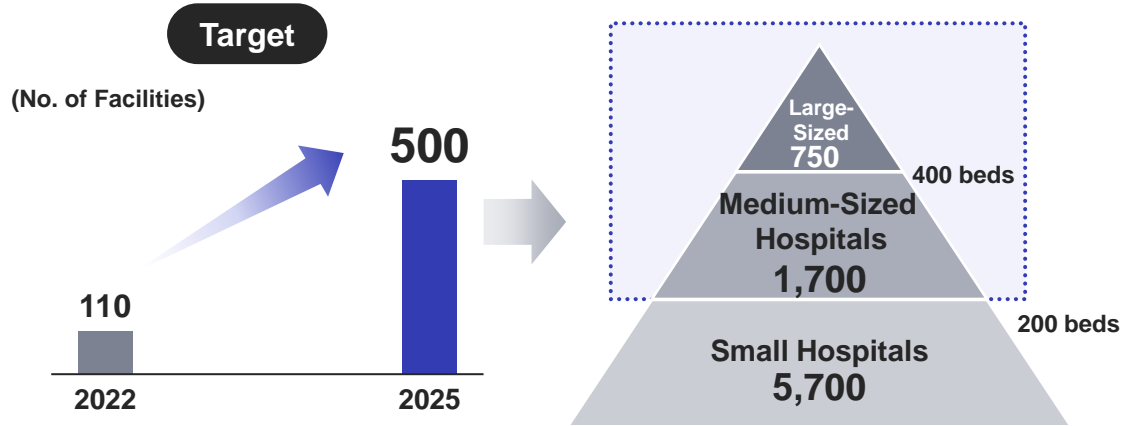 Target
(No. of Facilities)
500
110
2022
2025
Large-
Sized
750
400 beds
Medium-Sized
Hospitals
1,700
200 beds
Small Hospitals
5,700